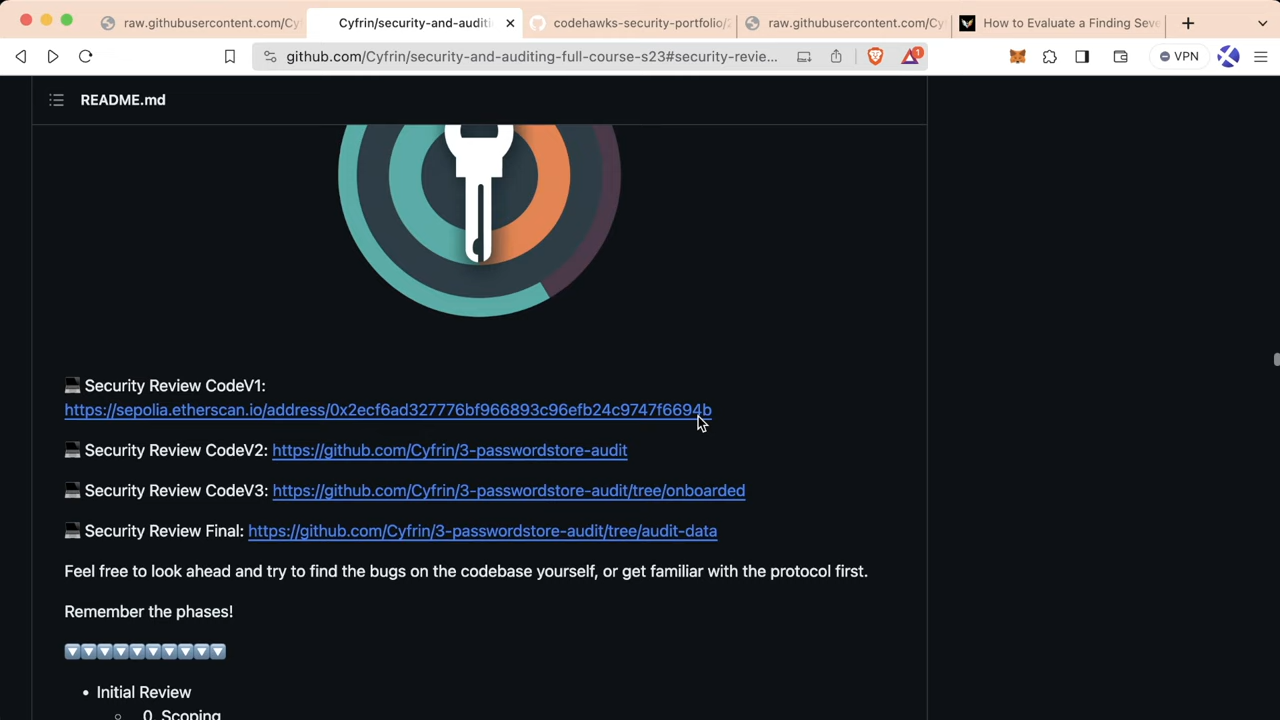 raw.githubusercontent.com/Cy
Cyfrin/security-and-auditi
codehawks-security-portfolio/2
raw.githubusercontent.com/Cy
How to Evaluate a Finding Seve
github.com/Cyfrin/security-and-auditing-full-course-s23#security-revie...
1
VPN
README.md
Security Review CodeV1:
https://sepolia.etherscan.io/address/0x2ecf6ad327776bf966893c96efb24c9747f6694b
Security Review CodeV2: https://github.com/Cyfrin/3-passwordstore-audit
Security Review CodeV3: https://github.com/Cyfrin/3-passwordstore-audit/tree/onboarded
Security Review Final: https://github.com/Cyfrin/3-passwordstore-audit/tree/audit-data
Feel free to look ahead and try to find the bugs on the codebase yourself, or get familiar with the protocol first.
Remember the phases!
• Initial Review
0. Scoping